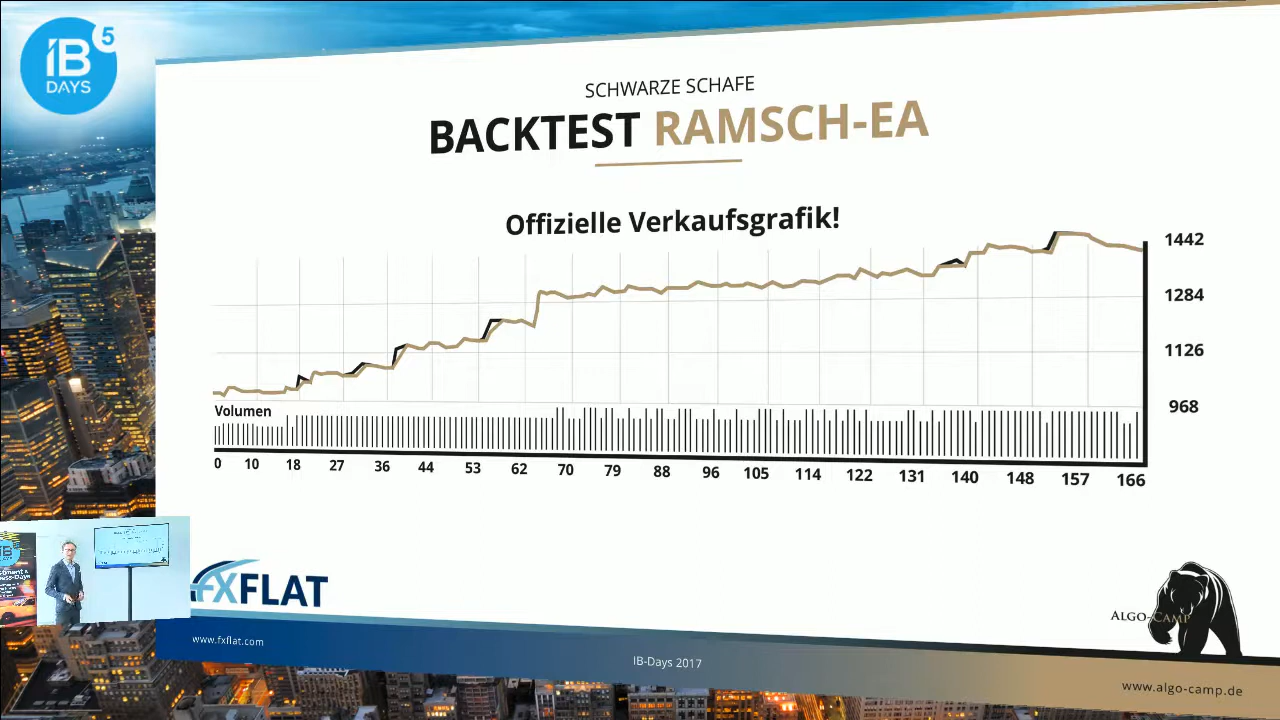 IB
5
DAYS
SCHWARZE SCHAFE
BACKTEST RAMSCH-EA
Offizielle Verkaufsgrafik!
1442
1284
1126
968
Volumen
0 10 18 27 36 44 53 62 70 79 88 96 105 114 122 131 140 148 157 166
IB
DAYS
FXFLAT
ALGO-CAMP
www.fxflat.com
IB-Days 2017
www.algo-camp.de